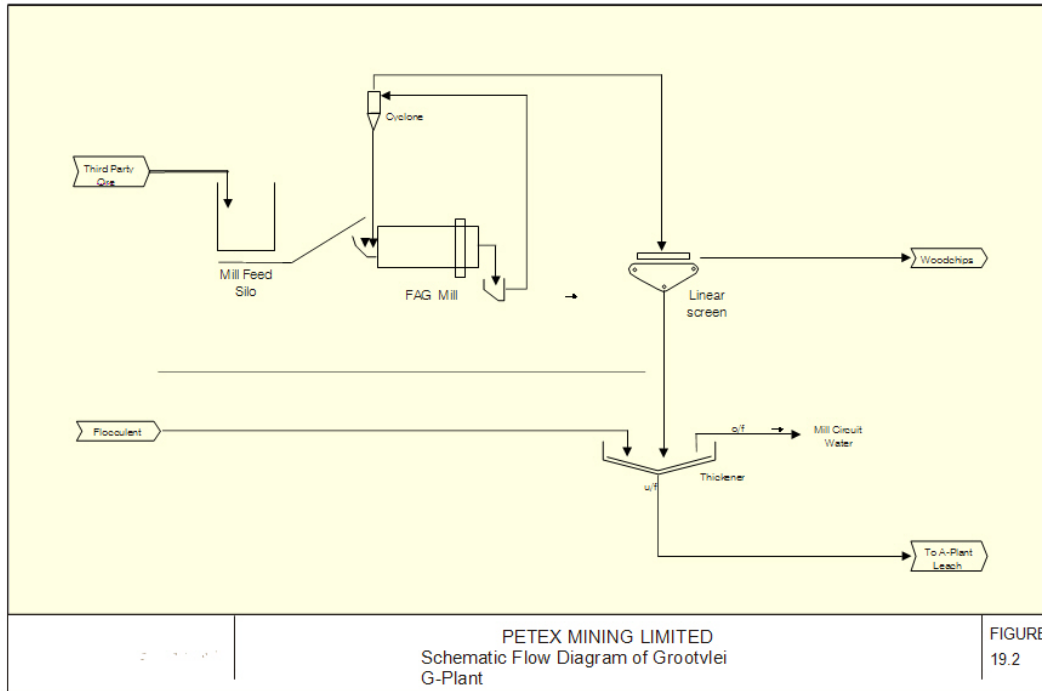 Cyclone
Third Party
Ore
Mill Feed
Silo
FAG Mill
Linear
screen
Woodchips
Flocculent
o/f
Mill Circuit
Water
Thickener
u/f
To A-Plant
Leach
PETEX MINING LIMITED
Schematic Flow Diagram of Grootvlei
G-Plant
FIGURE
19.2